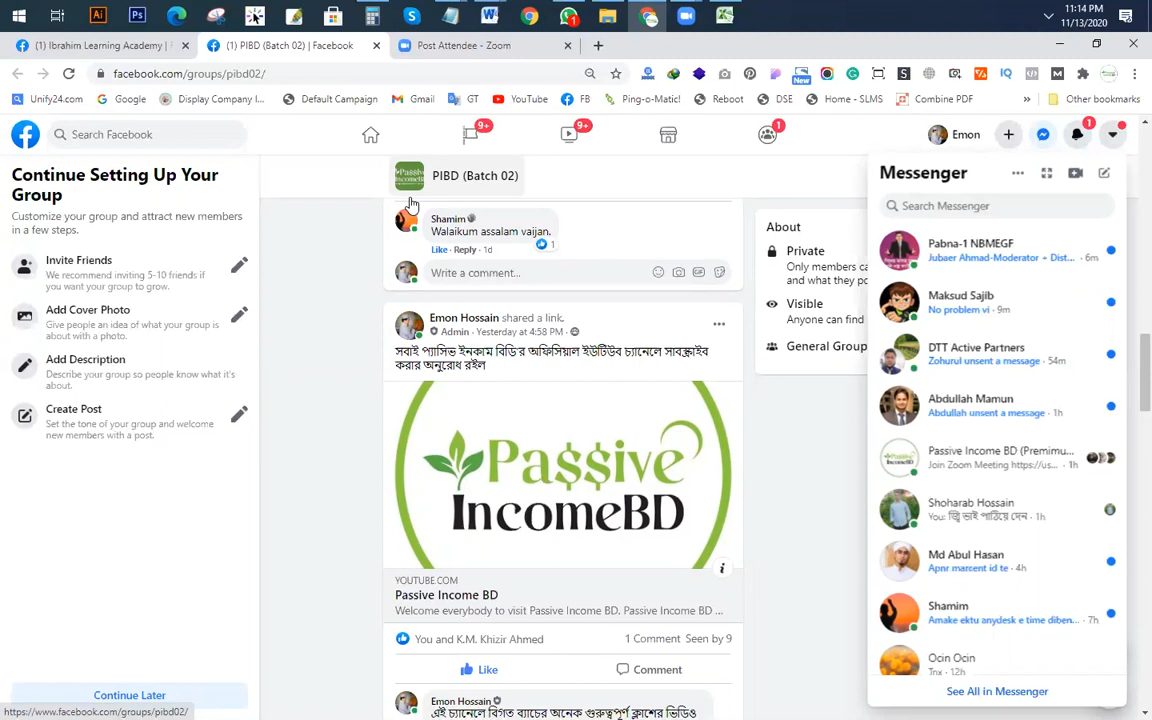 11:14 PM
11/13/2020
(1) Ibrahim Learning Academy |
(1) PIBD (Batch 02) | Facebook
Post Attendee - Zoom
facebook.com/groups/pibd02/
New
Unify24.com
Google
Display Company I...
Default Campaign
Gmail
GT
YouTube
FB
Ping-o-Matic!
Reboot
DSE
Home - SLMS
Combine PDF
Other bookmarks
Search Facebook
9+
9+
1
Emon
1
Continue Setting Up Your
Group
Customize your group and attract new members
in a few steps.
Invite Friends
We recommend inviting 5-10 friends if
you want your group to grow.
Add Cover Photo
Give people an idea of what your group is
about with a photo.
Add Description
Describe your group so people know what it's
about.
Create Post
Set the tone of your group and welcome
new members with a post.
Continue Later
https://www.facebook.com/groups/pibd02/
PIBD (Batch 02)
Shamim
Walaikum assalam vaijan.
1
Like · Reply · 1d
Write a comment...
Emon Hossain shared a link.
Admin · Yesterday at 4:58 PM ·
সবাই প্যাসিভ ইনকাম বিডি'র অফিসিয়াল ইউটিউব চ্যানেলে সাবস্ক্রাইব
করার অনুরোধ রইল
Pa$$ive
IncomeBD
YOUTUBE.COM
Passive Income BD
Welcome everybody to visit Passive Income BD. Passive Income BD ...
You and K.M. Khizir Ahmed
1 Comment Seen by 9
Like
Comment
Emon Hossain
এই চ্যানেলে বিগত ব্যাচের অনেক গুরুত্বপূর্ণ ক্লাশের ভিডিও
About
Private
Only members ca
and what they po
Visible
Anyone can find
General Group
Messenger
Search Messenger
Pabna-1 NBMEGF
Jubaer Ahmad-Moderator + Dist... · 6m
Maksud Sajib
No problem vi · 9m
DTT Active Partners
Zohurul unsent a message · 54m
Abdullah Mamun
Abdullah unsent a message · 1h
Passive Income BD (Premimu...
Join Zoom Meeting https://us... · 1h
Shoharab Hossain
You: জ্বি ভাই পাঠিয়ে দেন · 1h
Md Abul Hasan
Apnr marcent id te · 4h
Shamim
Amake ektu anydesk e time diben... · 7h
Ocin Ocin
Tnx · 12h
See All in Messenger